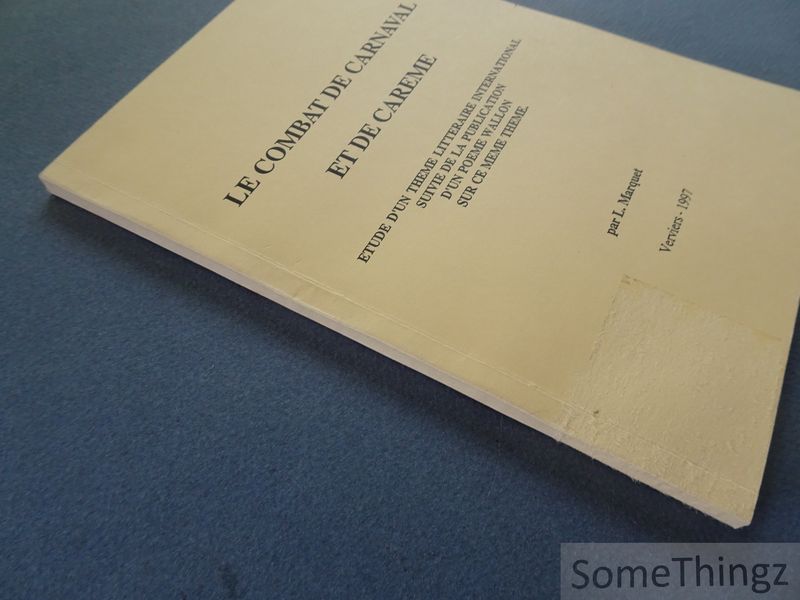 LE COMBAT DE CARNAVAL
ET DE CAREME
ETUDE D'UN THEME LITTERAIRE INTERNATIONAL
SUIVIE DE LA PUBLICATION
D'UN POEME WALLON
SUR CE MEME THEME.
par L. Marquet
Verviers - 1997
SomeThingz